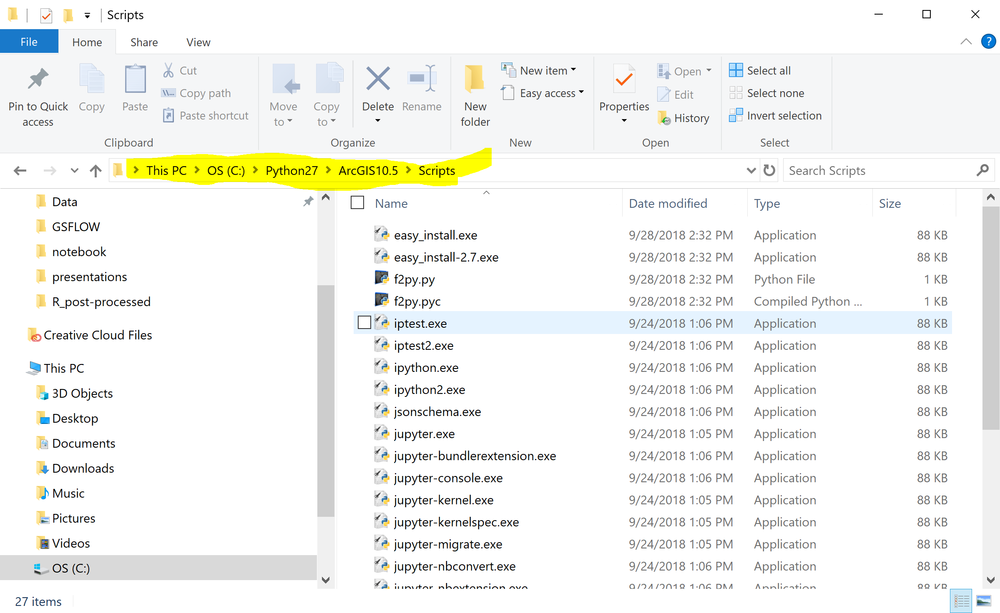 Scripts
File Home Share View
?
Pin to Quick access
Copy
Paste
Cut
\\...
Copy path
Paste shortcut
Clipboard
Move to
Copy to
Delete
Rename
Organize
New folder
New item
Easy access
New
Properties
Open
Edit
History
Open
Select all
Select none
Invert selection
Select
This PC OS (C:) Python27 ArcGIS10.5 Scripts
Search Scripts
Data
GSFLOW
notebook
presentations
R_post-processed
Creative Cloud Files
This PC
3D Objects
Desktop
Documents
Downloads
Music
Pictures
Videos
OS (C:)
Name Date modified Type Size
easy_install.exe 9/28/2018 2:32 PM Application 88 KB
easy_install-2.7.exe 9/28/2018 2:32 PM Application 88 KB
f2py.py 9/28/2018 2:32 PM Python File 1 KB
f2py.pyc 9/28/2018 2:32 PM Compiled Python ... 1 KB
iptest.exe 9/24/2018 1:06 PM Application 88 KB
iptest2.exe 9/24/2018 1:06 PM Application 88 KB
ipython.exe 9/24/2018 1:06 PM Application 88 KB
ipython2.exe 9/24/2018 1:06 PM Application 88 KB
jsonschema.exe 9/24/2018 1:06 PM Application 88 KB
jupyter.exe 9/24/2018 1:05 PM Application 88 KB
jupyter-bundlerextension.exe 9/24/2018 1:06 PM Application 88 KB
jupyter-console.exe 9/24/2018 1:06 PM Application 88 KB
jupyter-kernel.exe 9/24/2018 1:05 PM Application 88 KB
jupyter-kernelspec.exe 9/24/2018 1:05 PM Application 88 KB
jupyter-migrate.exe 9/24/2018 1:05 PM Application 88 KB
jupyter-nbconvert.exe 9/24/2018 1:06 PM Application 88 KB
jupyter-nbextension.exe 9/24/2018 1:06 PM Application 88 KB
27 items